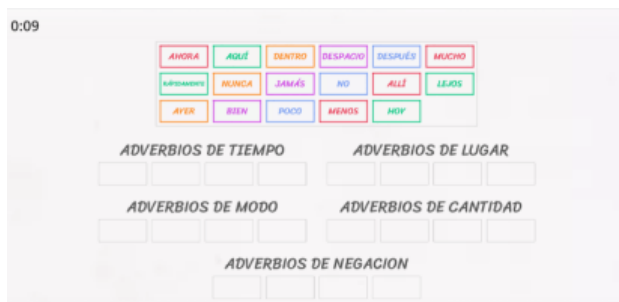 0:09
AHORA AQUÍ DENTRO DESPACIO DESPUÉS MUCHO
RÁPIDAMENTE NUNCA JAMÁS NO ALLÍ LEJOS
AYER BIEN POCO MENOS HOY
ADVERBIOS DE TIEMPO ADVERBIOS DE LUGAR
ADVERBIOS DE MODO ADVERBIOS DE CANTIDAD
ADVERBIOS DE NEGACION